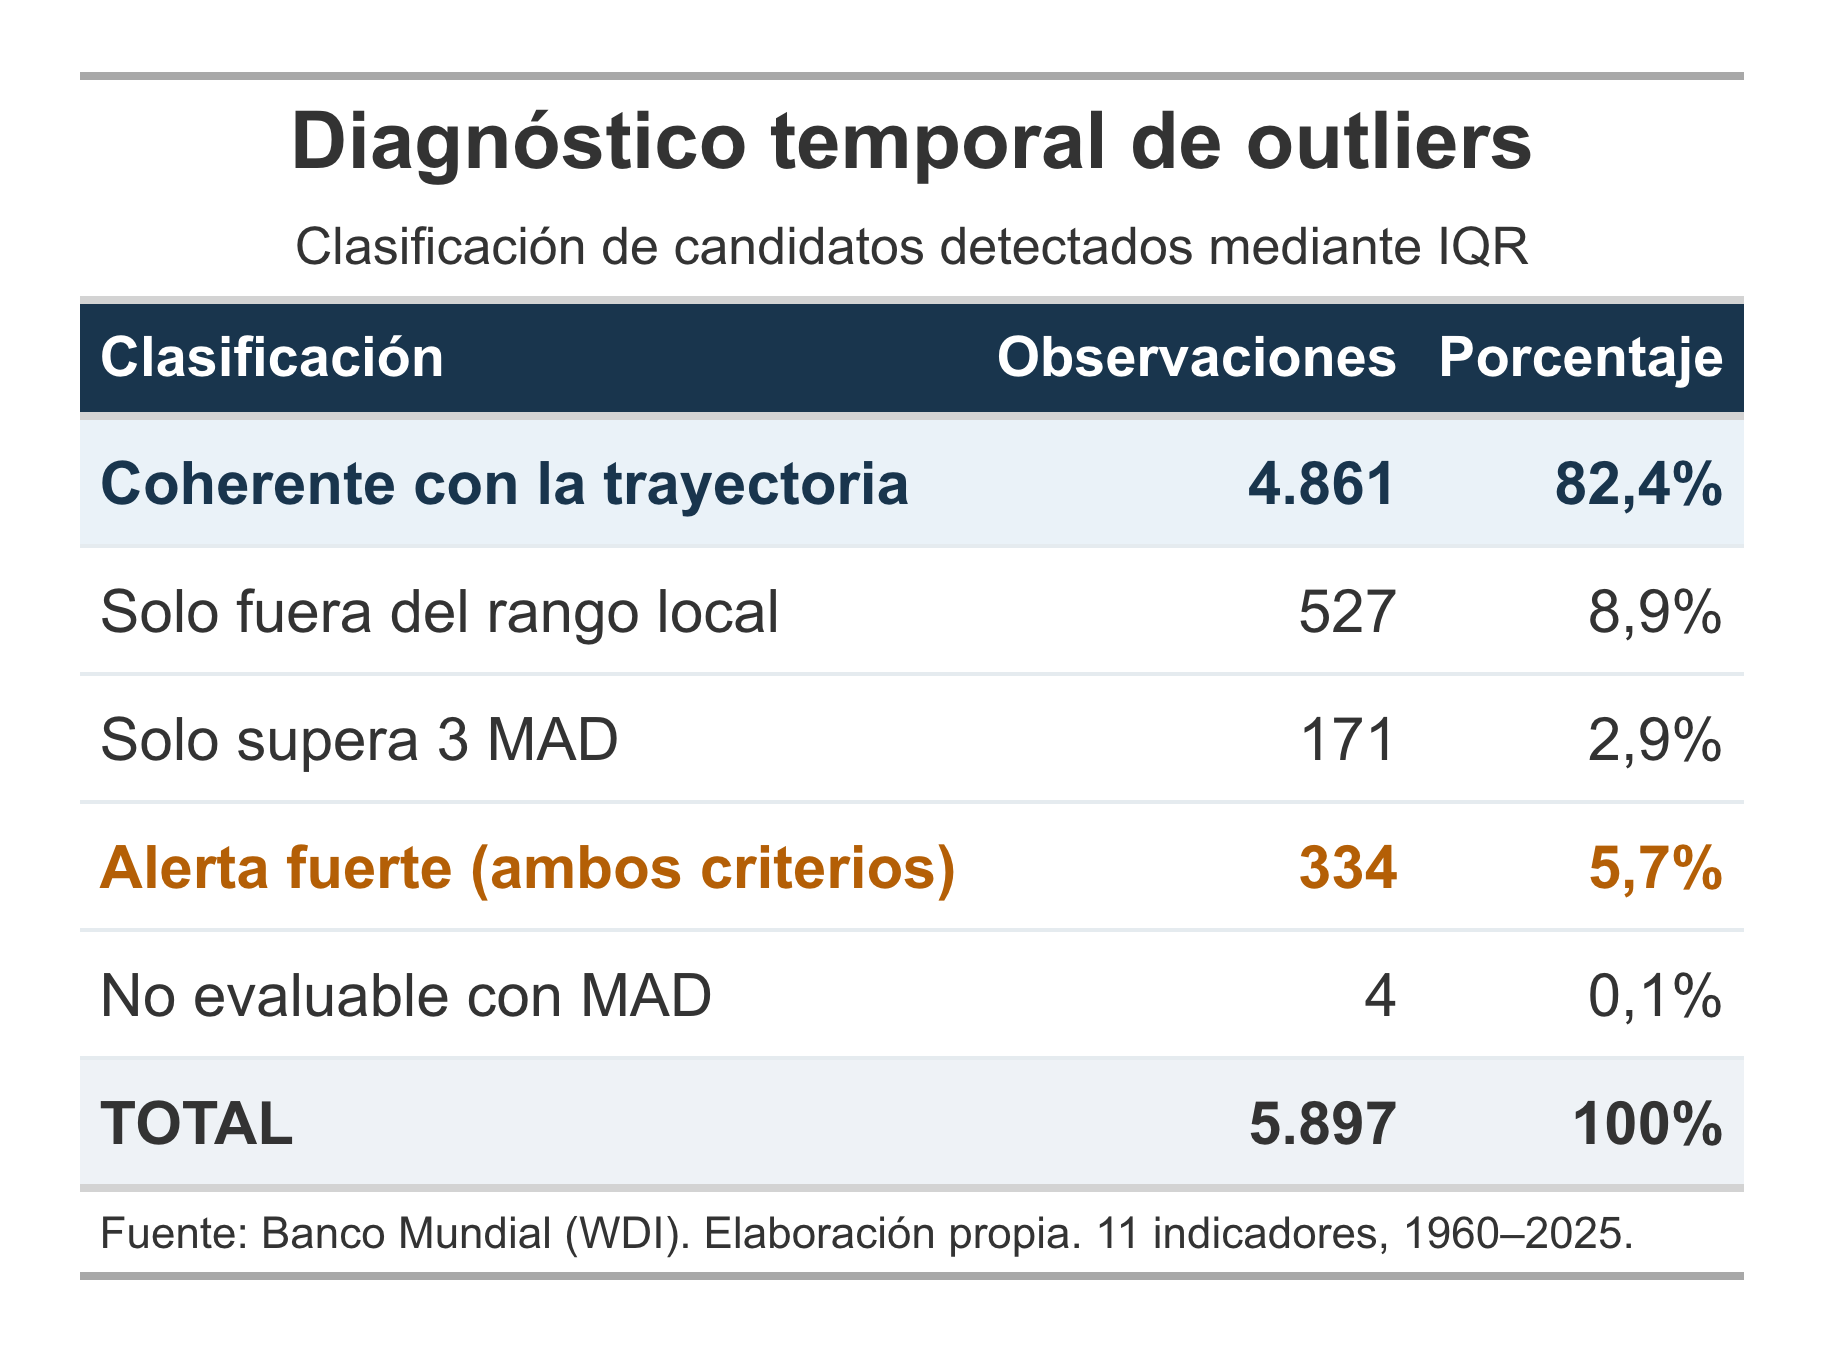 Diagnóstico temporal de outliers
Clasificación de candidatos detectados mediante IQR
Clasificación Observaciones Porcentaje
Coherente con la trayectoria 4.861 82,4%
Solo fuera del rango local 527 8,9%
Solo supera 3 MAD 171 2,9%
Alerta fuerte (ambos criterios) 334 5,7%
No evaluable con MAD 4 0,1%
TOTAL 5.897 100%
Fuente: Banco Mundial (WDI). Elaboración propia. 11 indicadores, 1960–2025.